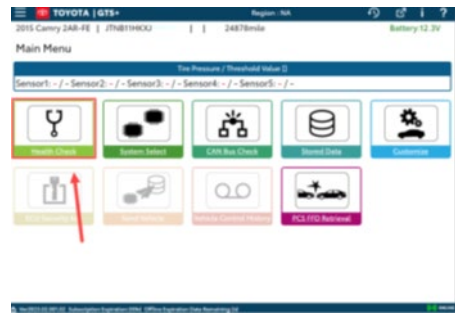 TOYOTA | GTS+ Region : NA
2015 Camry 2AR-FE | JTNB11HKXJ | | 24878mile Battery:12.3V
Main Menu
Tire Pressure / Threshold Value []
Sensor1: - / - Sensor2: - / - Sensor3: - / - Sensor4: - / - Sensor5: - / -
Health Check System Select CAN Bus Check Stored Data Customize
Vehicle Control History PCS FFD Retrieval